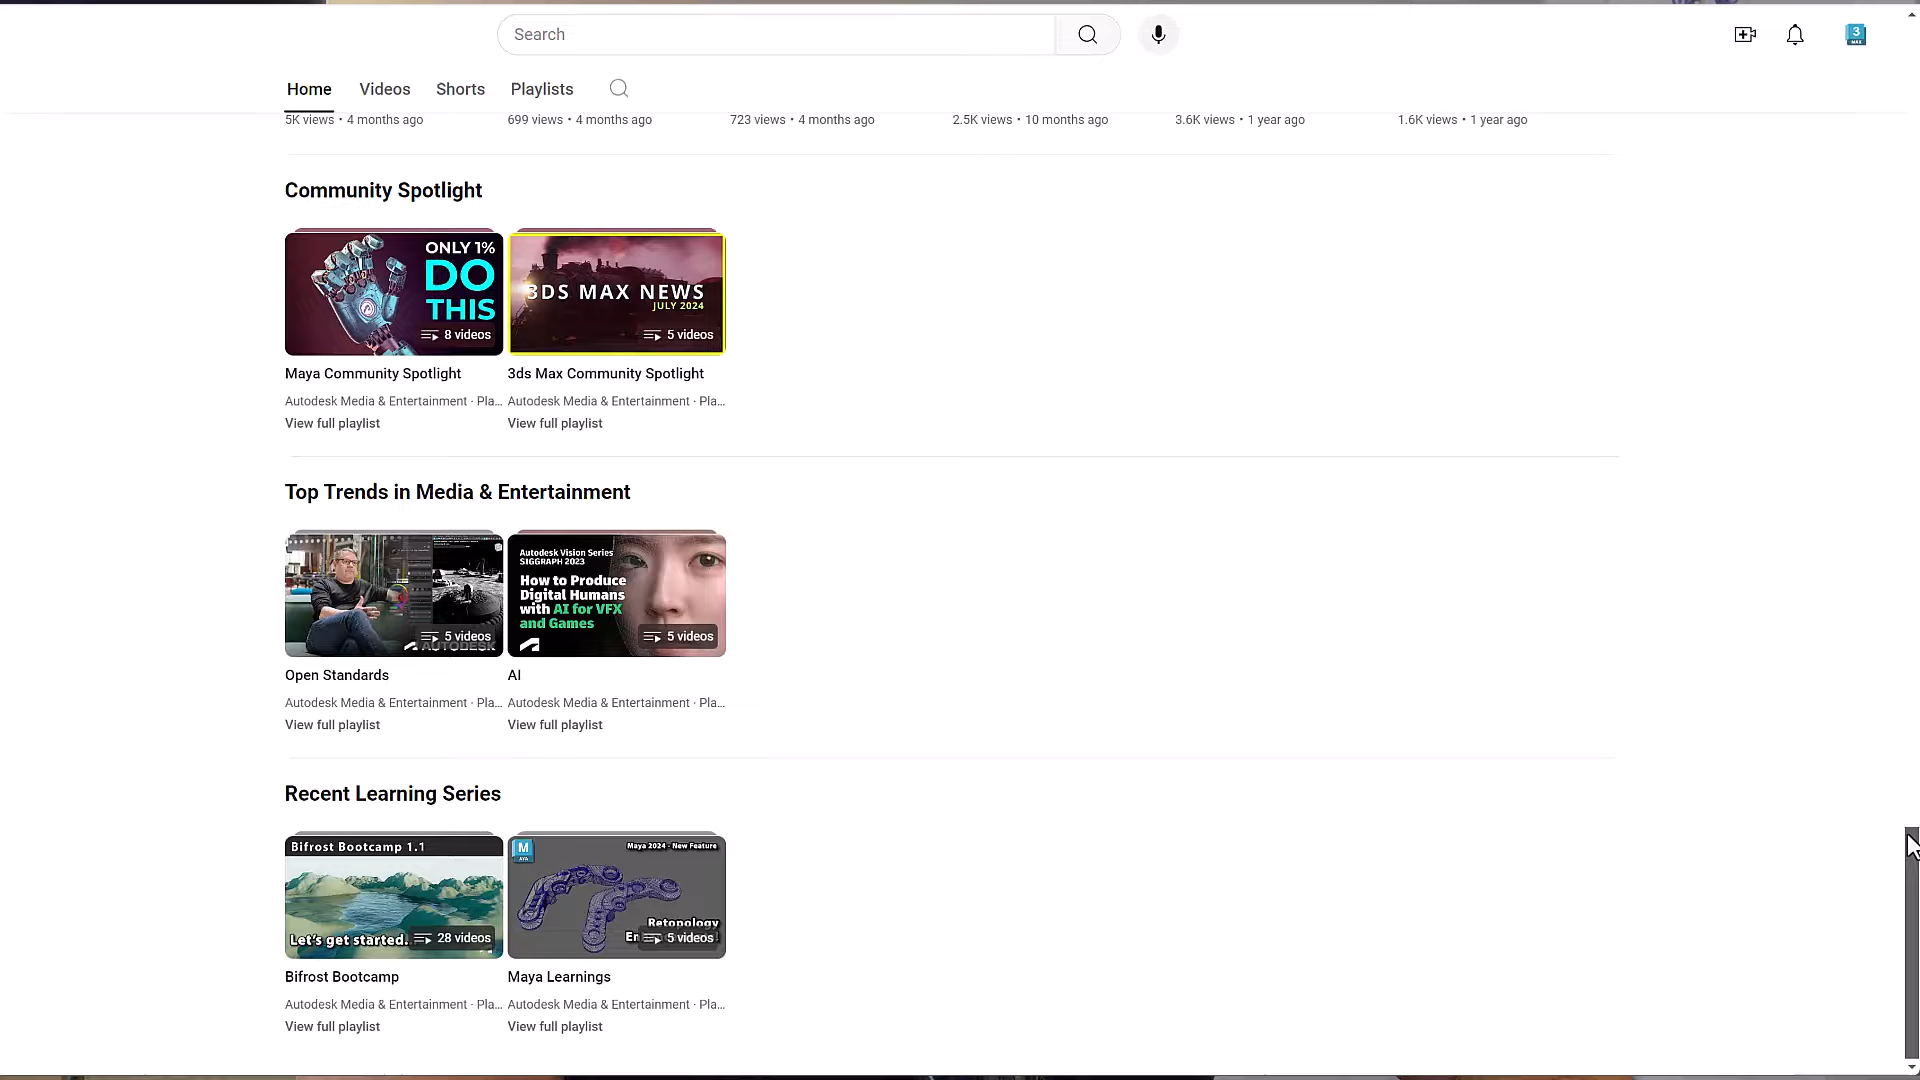 Search
3
MAX
Home Videos Shorts Playlists
5K views • 4 months ago
699 views • 4 months ago
723 views • 4 months ago
2.5K views • 10 months ago
3.6K views • 1 year ago
1.6K views • 1 year ago
Community Spotlight
ONLY 1%
DO
THIS
8 videos
Maya Community Spotlight
Autodesk Media & Entertainment · Pla...
View full playlist
3DS MAX NEWS
JULY 2024
5 videos
3ds Max Community Spotlight
Autodesk Media & Entertainment · Pla...
View full playlist
Top Trends in Media & Entertainment
5 videos
AUTODESK
Open Standards
Autodesk Media & Entertainment · Pla...
View full playlist
Autodesk Vision Series
SIGGRAPH 2023
How to Produce
Digital Humans
with AI for VFX
and Games
5 videos
AI
Autodesk Media & Entertainment · Pla...
View full playlist
Recent Learning Series
Bifrost Bootcamp 1.1
Let's get started.
28 videos
Bifrost Bootcamp
Autodesk Media & Entertainment · Pla...
View full playlist
M
AYA
Maya 2024 - New Feature
Retopology
5 videos
Maya Learnings
Autodesk Media & Entertainment · Pla...
View full playlist